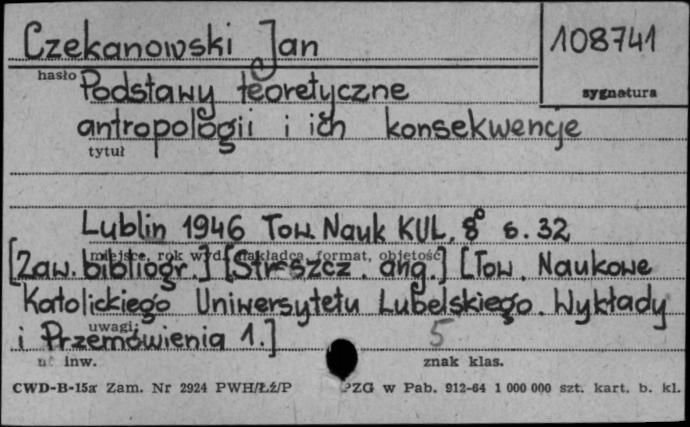 Czekanowski Jan
108741
hasło
sygnatura
Podstawy teoretyczne
antropologii i ich konsekwencje
tytuł
Lublin 1946 Tow. Nauk KUL, 8° s. 32
miejsce, rok wyd., nakładca, format, objętość
[Zaw. bibliogr.] [Streszcz. ang.] [Tow. Naukowe
Katolickiego Uniwersytetu Lubelskiego. Wykłady
uwagi:
i Przemówienia 1.]
5
nr inw.
znak klas.
CWD-B-15a Zam. Nr 2924 PWH/Łź/P PZG w Pab. 912-64 1 000 000 szt. kart. b. kl.